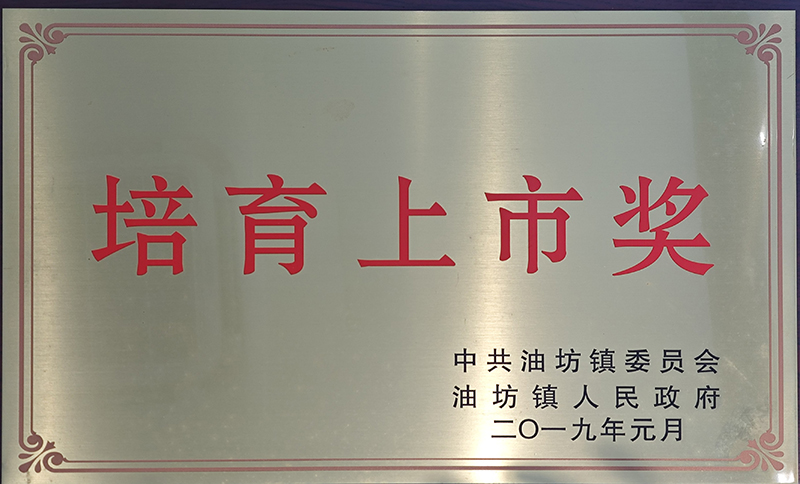 培育上市奖
中共油坊镇委员会
油坊镇人民政府
二〇一九年元月